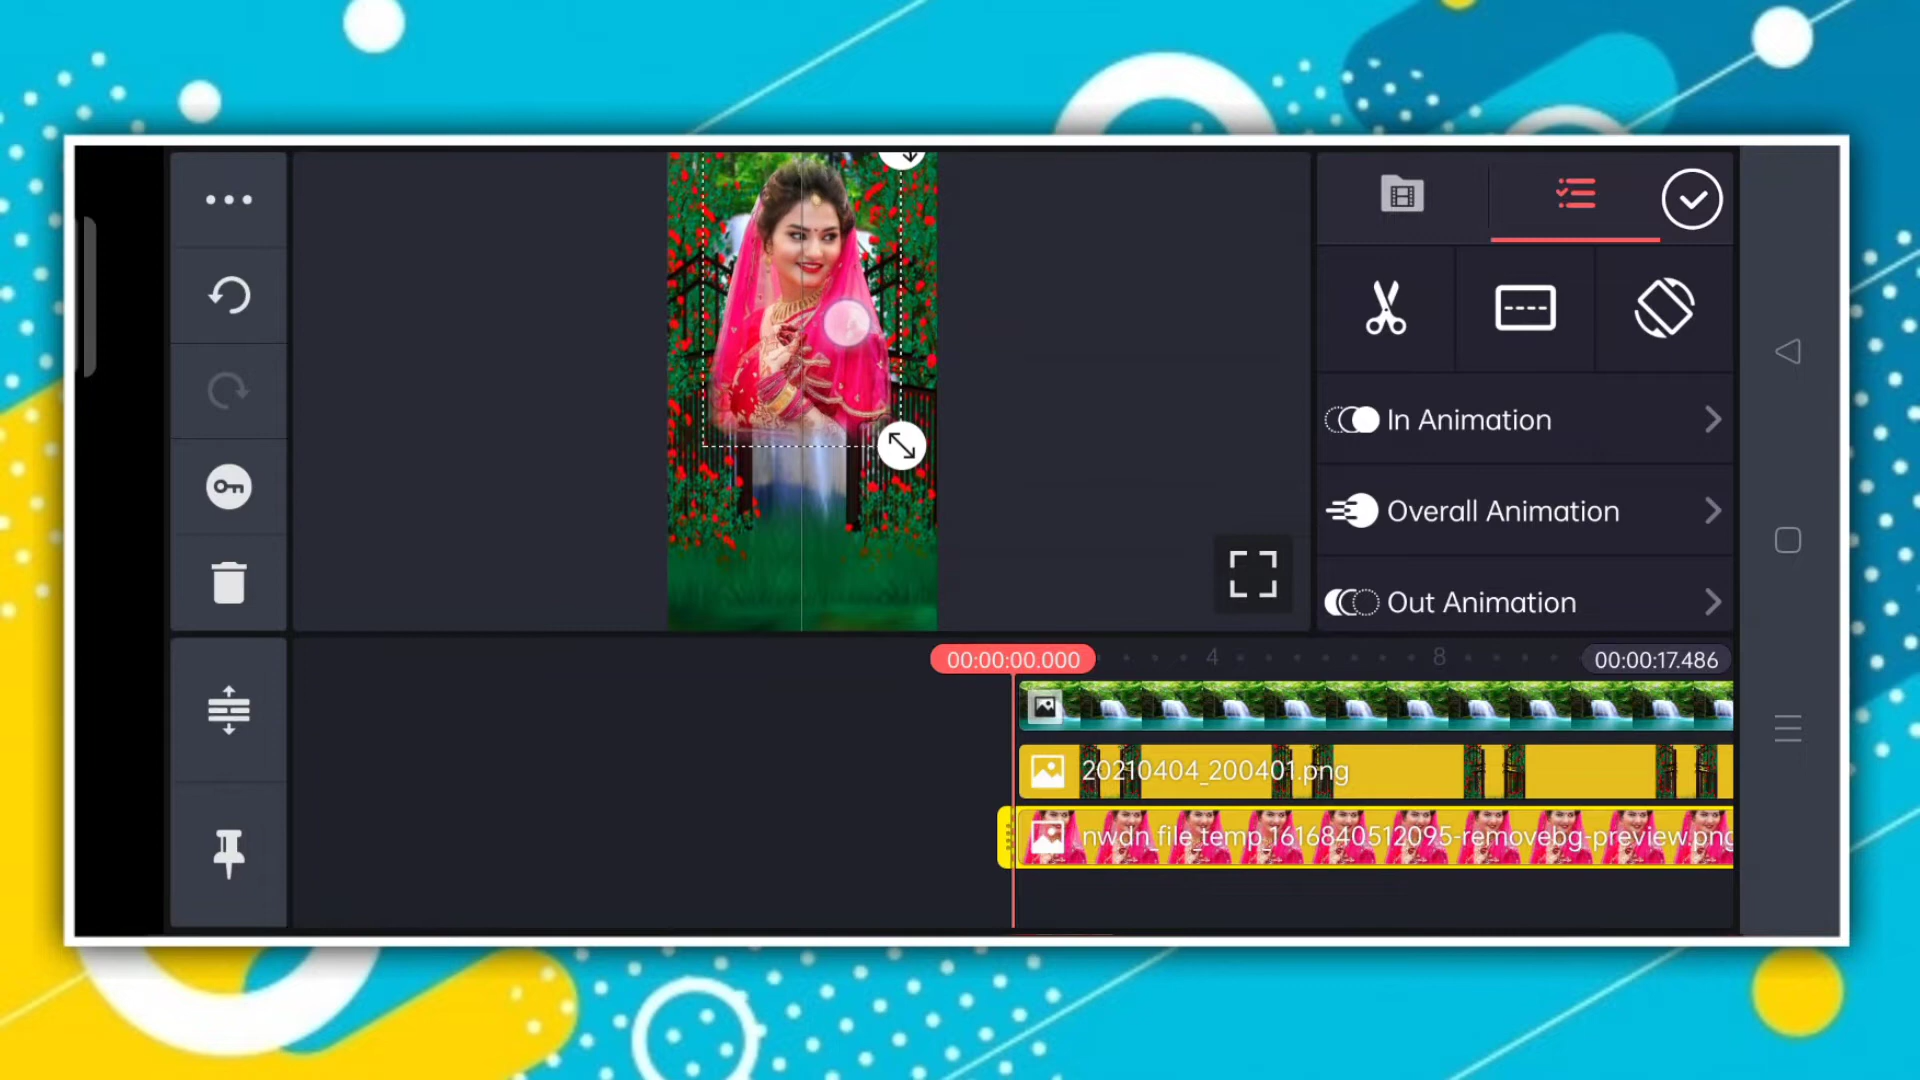 In Animation
Overall Animation
Out Animation
00:00:00.000
4
8
00:00:17.486
20210404_200401.png
nwdn_file_temp_1616840512095-removebg-preview.png